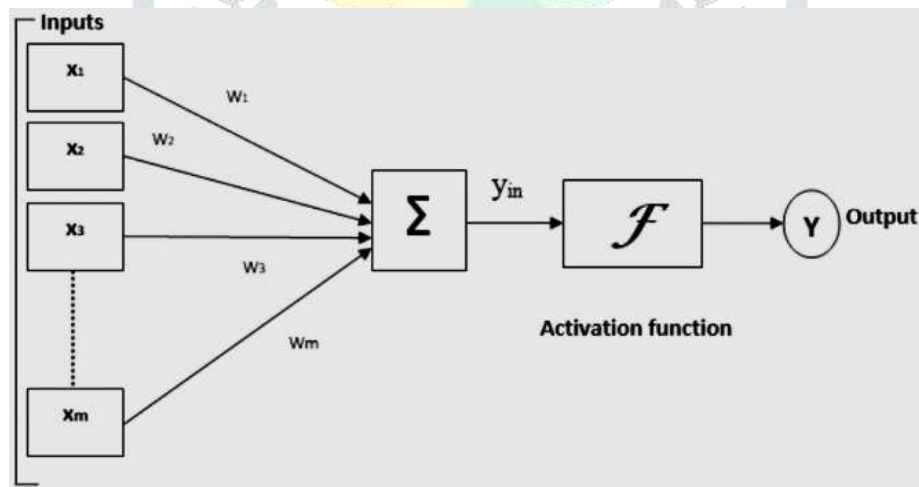 Inputs
x₁
w₁
x₂
w₂
x₃
w₃
Σ
yᵢₙ
ℱ
Y
Output
Activation function
wm
xm